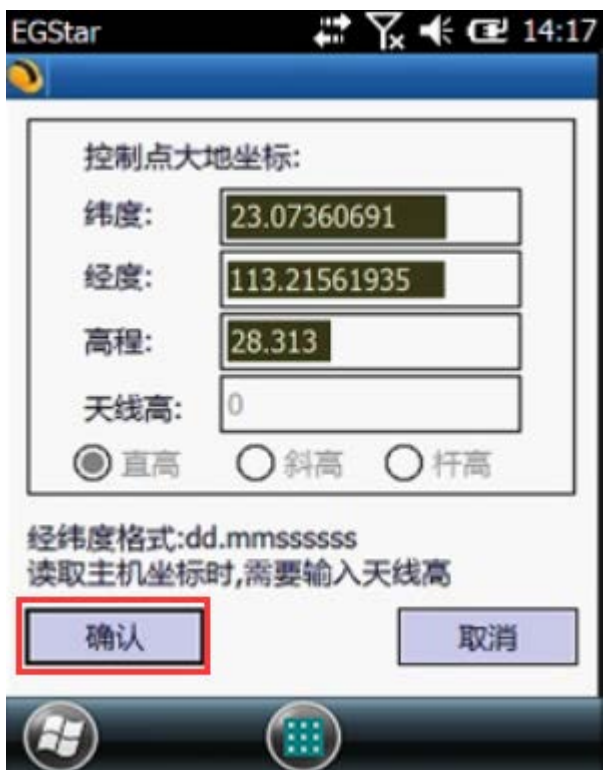 EGStar 14:17
控制点大地坐标:
纬度: 23.07360691
经度: 113.21561935
高程: 28.313
天线高: 0
直高 斜高 杆高
经纬度格式:dd.mmssssss
读取主机坐标时,需要输入天线高
确认 取消